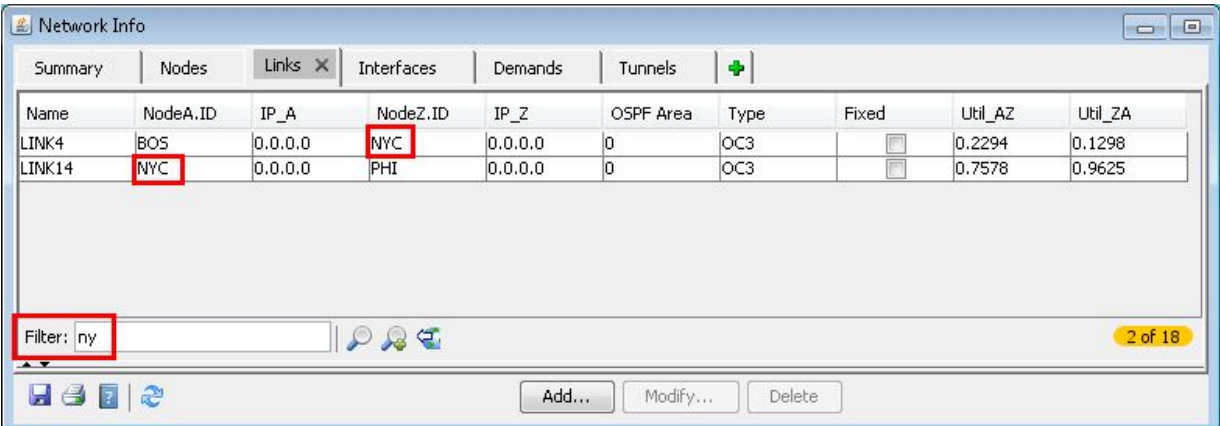 Network Info
Summary Nodes Links Interfaces Demands Tunnels
Name NodeA.ID IP_A NodeZ.ID IP_Z OSPF Area Type Fixed Util_AZ Util_ZA
LINK4 BOS 0.0.0.0 NYC 0.0.0.0 0 OC3 0.2294 0.1298
LINK14 NYC 0.0.0.0 PHI 0.0.0.0 0 OC3 0.7578 0.9625
Filter: ny 2 of 18
? Add... Modify... Delete